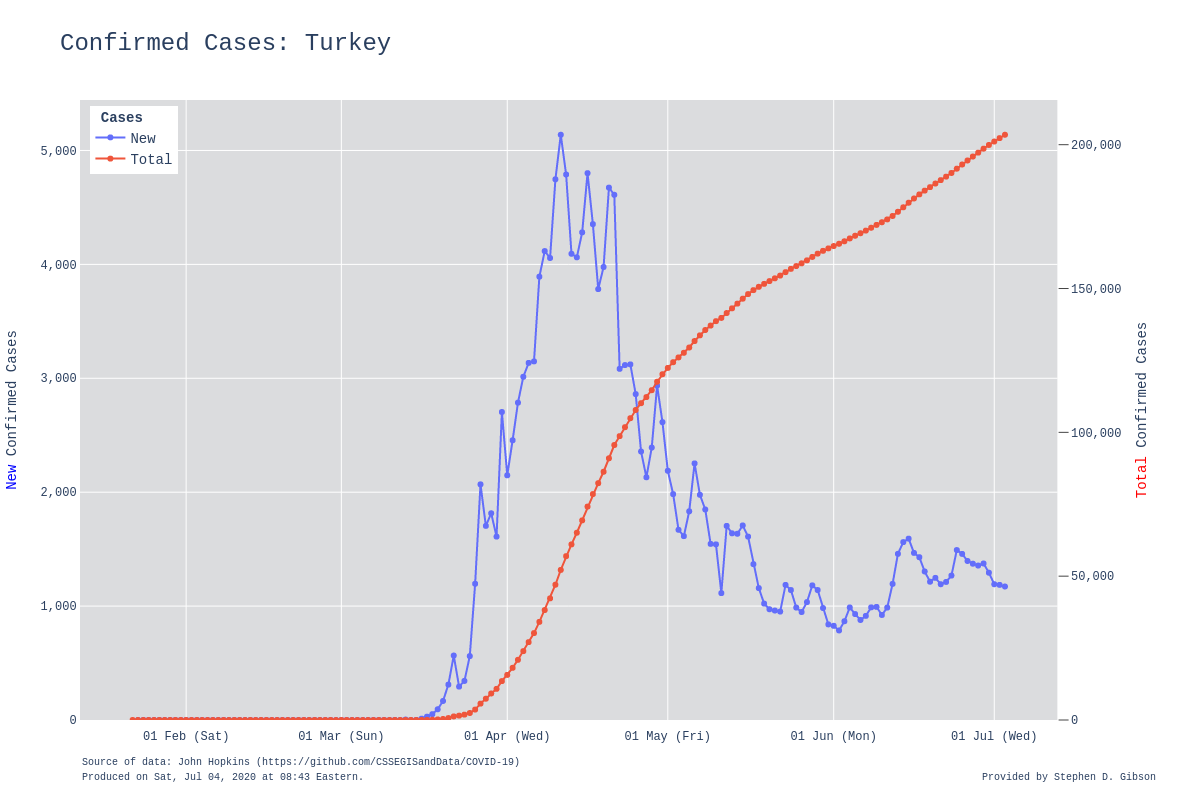 Confirmed Cases: Turkey
Cases
New
Total
5,000
4,000
3,000
2,000
1,000
0
200,000
150,000
100,000
50,000
0
New Confirmed Cases
Total Confirmed Cases
01 Feb (Sat) 01 Mar (Sun) 01 Apr (Wed) 01 May (Fri) 01 Jun (Mon) 01 Jul (Wed)
Source of data: John Hopkins (https://github.com/CSSEGISandData/COVID-19)
Produced on Sat, Jul 04, 2020 at 08:43 Eastern.
Provided by Stephen D. Gibson